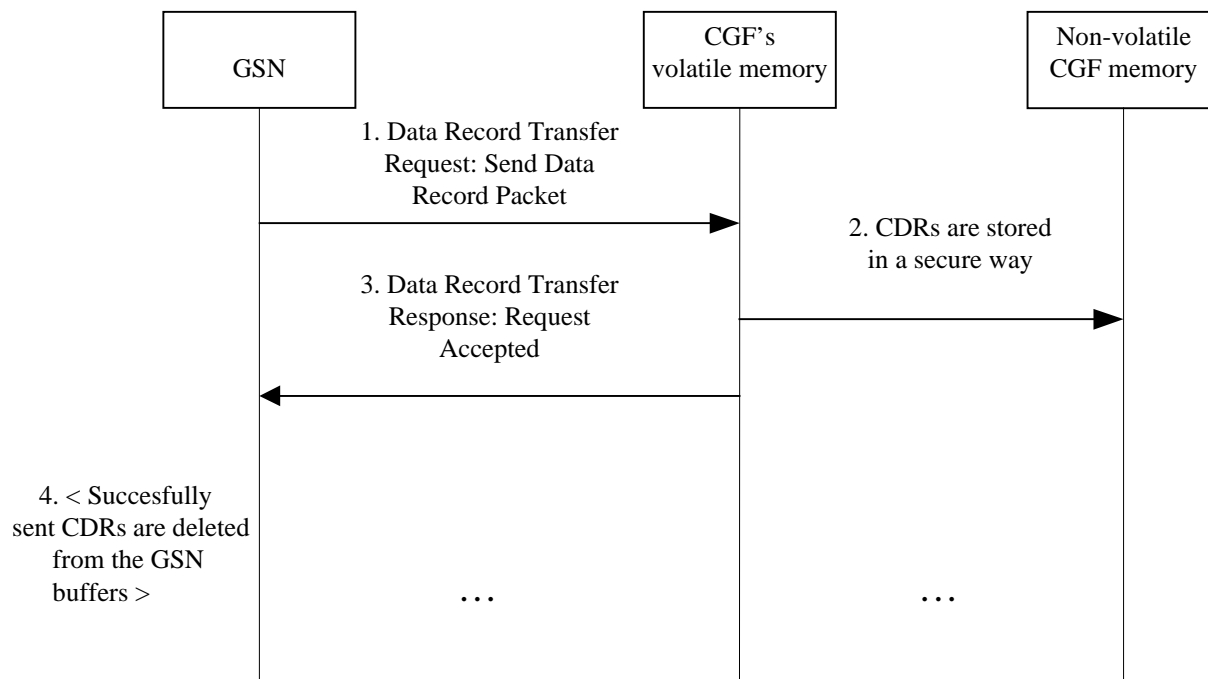 GSN
CGF’s
volatile memory
Non-volatile
CGF memory
1. Data Record Transfer
Request: Send Data
Record Packet
2. CDRs are stored
in a secure way
3. Data Record Transfer
Response: Request
Accepted
4. < Succesfully
sent CDRs are deleted
from the GSN
buffers >
...
...